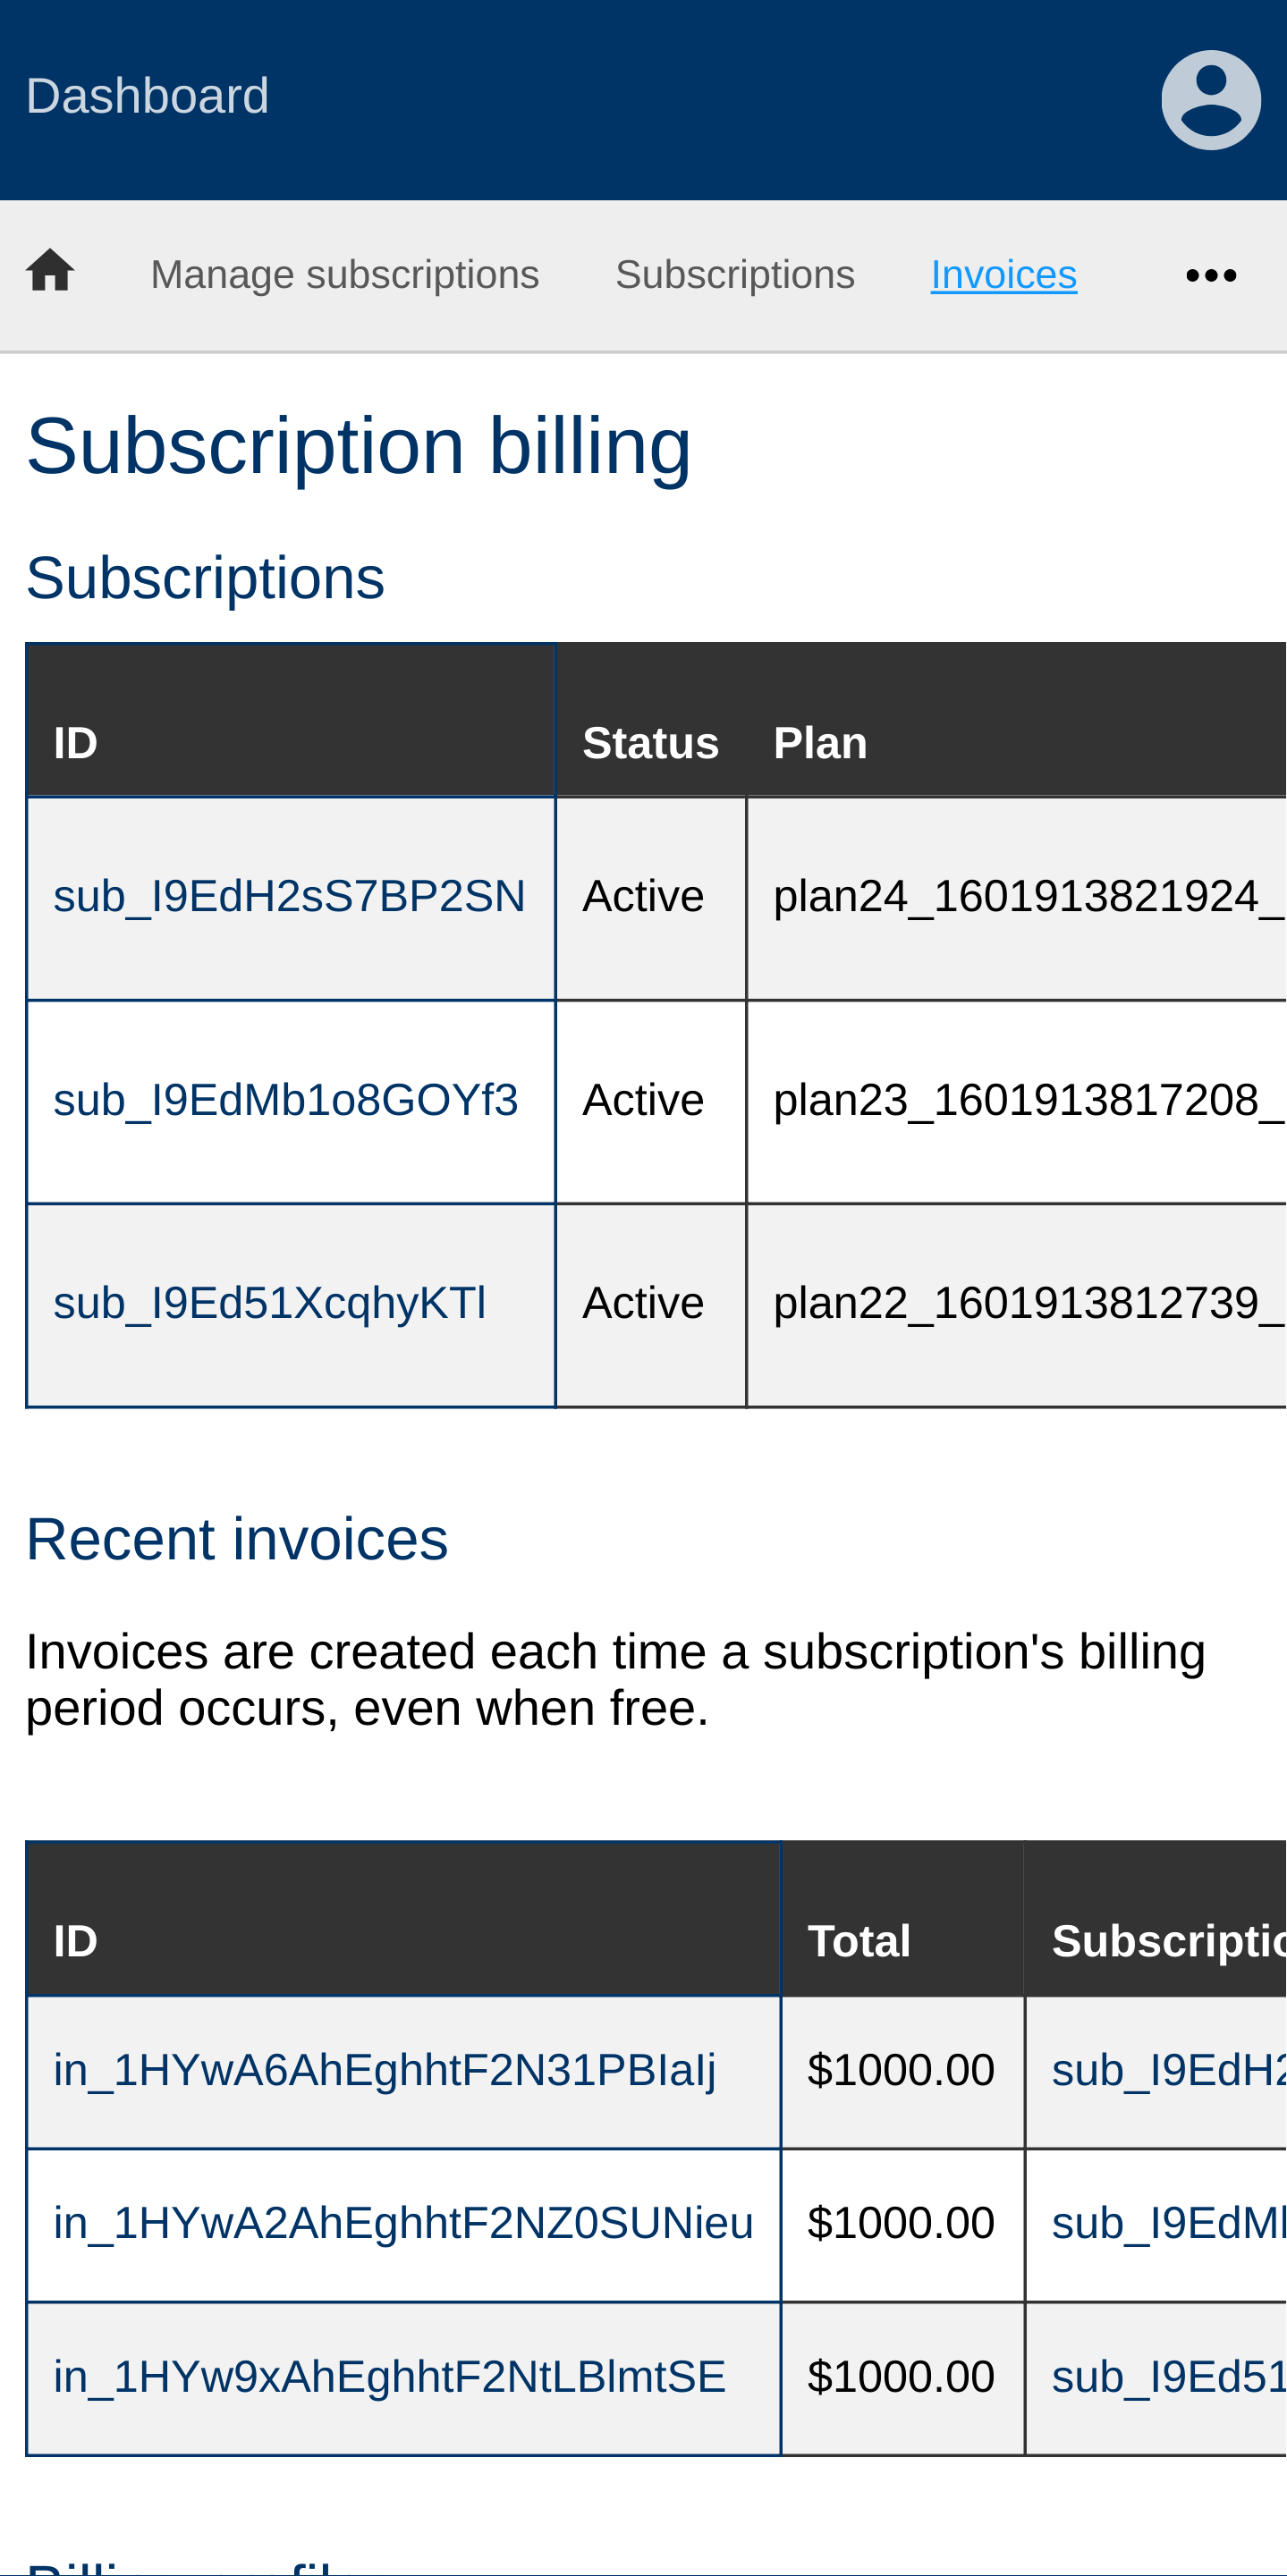 Dashboard
Manage subscriptions Subscriptions Invoices
Subscription billing
Subscriptions
ID Status Plan
sub_I9EdH2sS7BP2SN Active plan24_1601913821924_
sub_I9EdMb1o8GOYf3 Active plan23_1601913817208_
sub_I9Ed51XcqhyKTl Active plan22_1601913812739_
Recent invoices
Invoices are created each time a subscription's billing
period occurs, even when free.
ID Total Subscriptio
in_1HYwA6AhEghhtF2N31PBIaIj $1000.00 sub_I9EdH2
in_1HYwA2AhEghhtF2NZ0SUNieu $1000.00 sub_I9EdM
in_1HYw9xAhEghhtF2NtLBlmtSE $1000.00 sub_I9Ed51